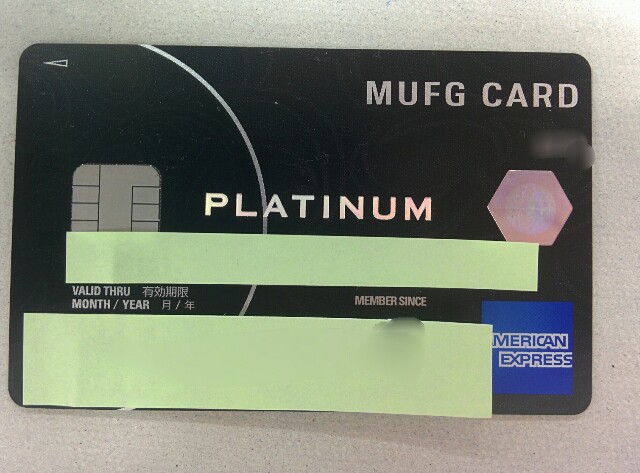 MUFG CARD
PLATINUM
VALID THRU 有効期限
MONTH / YEAR 月 / 年
MEMBER SINCE
AMERICAN
EXPRESS